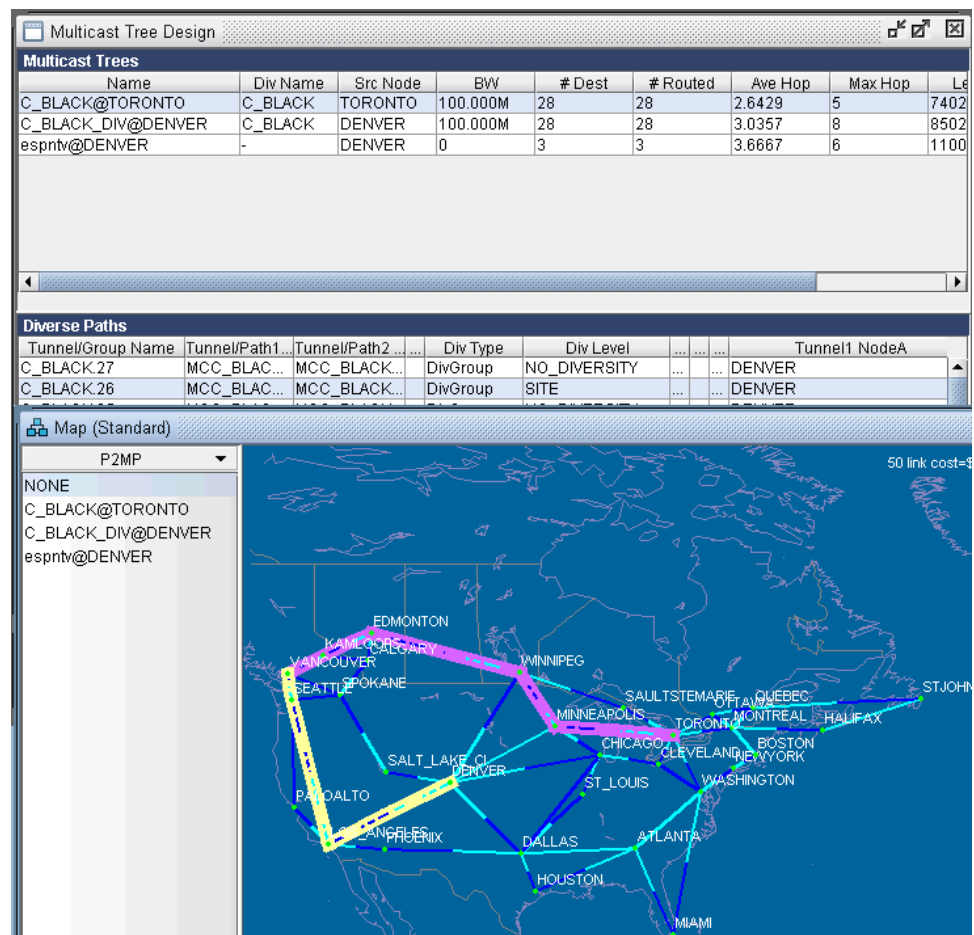 Multicast Tree Design
Multicast Trees
Name Div Name Src Node BW # Dest # Routed Ave Hop Max Hop Le
C_BLACK@TORONTO C_BLACK TORONTO 100.000M 28 28 2.6429 5 7402
C_BLACK_DIV@DENVER C_BLACK DENVER 100.000M 28 28 3.0357 8 8502
espntv@DENVER - DENVER 0 3 3 3.6667 6 1100
Diverse Paths
Tunnel/Group Name Tunnel/Path1... Tunnel/Path2 ... ... Div Type Div Level ... ... ... Tunnel1 NodeA
C_BLACK.27 MCC_BLAC... MCC_BLACK... DivGroup NO_DIVERSITY ... ... DENVER
C_BLACK.26 MCC_BLAC... MCC_BLACK... DivGroup SITE ... ... DENVER
Map (Standard)
P2MP
50 link cost=$
NONE
C_BLACK@TORONTO
C_BLACK_DIV@DENVER
espntv@DENVER
EDMONTON
KAMLOOPS
CALGARY
VANCOUVER
WINNIPEG
SEATTLE
SPOKANE
SAULTSTEMARIE
QUEBEC
STJOHN
OTTAWA
MINNEAPOLIS
TORONTO
MONTREAL
HALIFAX
CHICAGO
CLEVELAND
BOSTON
NEWYORK
SALT_LAKE_CI
DENVER
ST_LOUIS
WASHINGTON
PALOALTO
ANGELES
PHOENIX
DALLAS
ATLANTA
HOUSTON
MIAMI